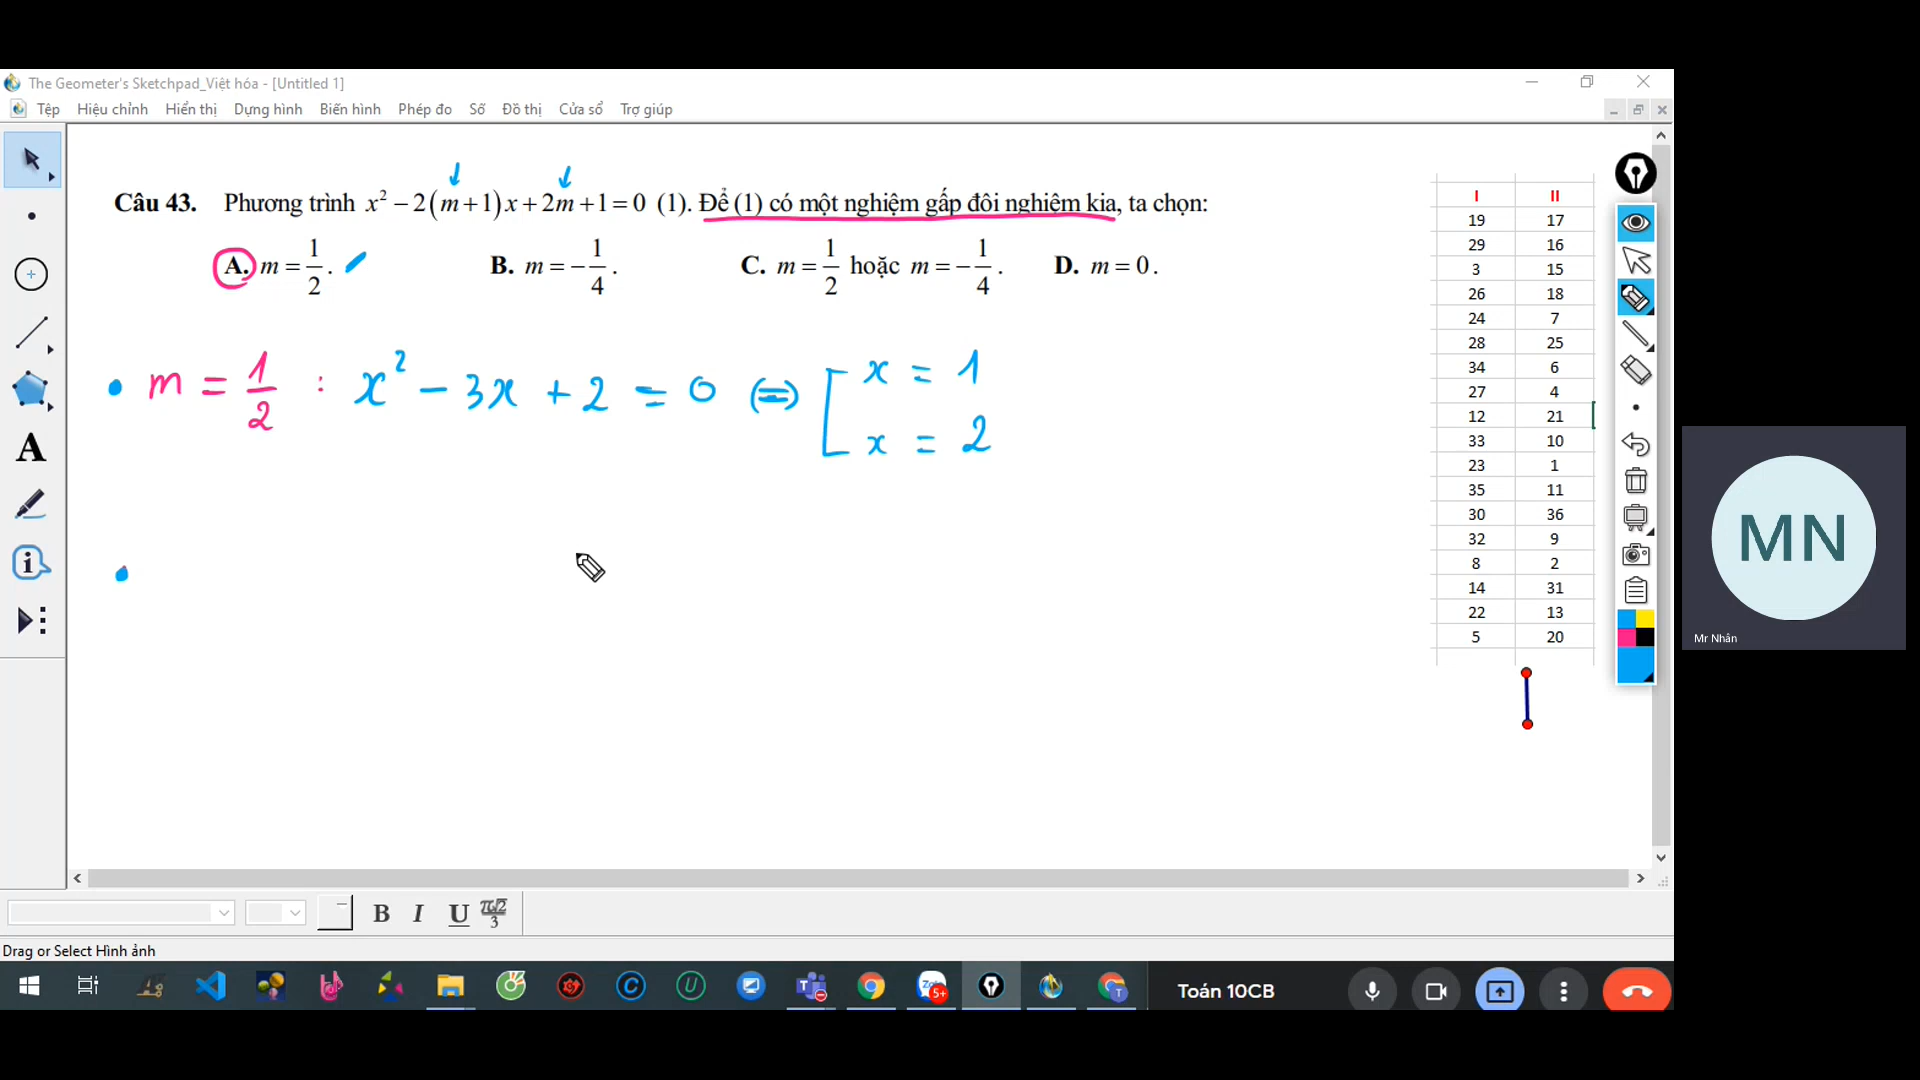 The Geometer's Sketchpad_Việt hóa - [Untitled 1]
Tệp Hiệu chỉnh Hiển thị Dựng hình Biến hình Phép đo Số Đồ thị Cửa sổ Trợ giúp
Câu 43. Phương trình x² − 2(m+1)x + 2m + 1 = 0 (1). Để (1) có một nghiệm gấp đôi nghiệm kia, ta chọn:
A. m = 1/2. B. m = −1/4. C. m = 1/2 hoặc m = −1/4. D. m = 0.
m = 1/2 : x² − 3x + 2 = 0 (=) [ x = 1
x = 2
I II
19 17
29 16
3 15
26 18
24 7
28 25
34 6
27 4
12 21
33 10
23 1
35 11
30 36
32 9
8 2
14 31
22 13
5 20
A
MN
Mr Nhân
B I U π√2/3
Drag or Select Hình ảnh
Zalo 5+
T
Toán 10CB